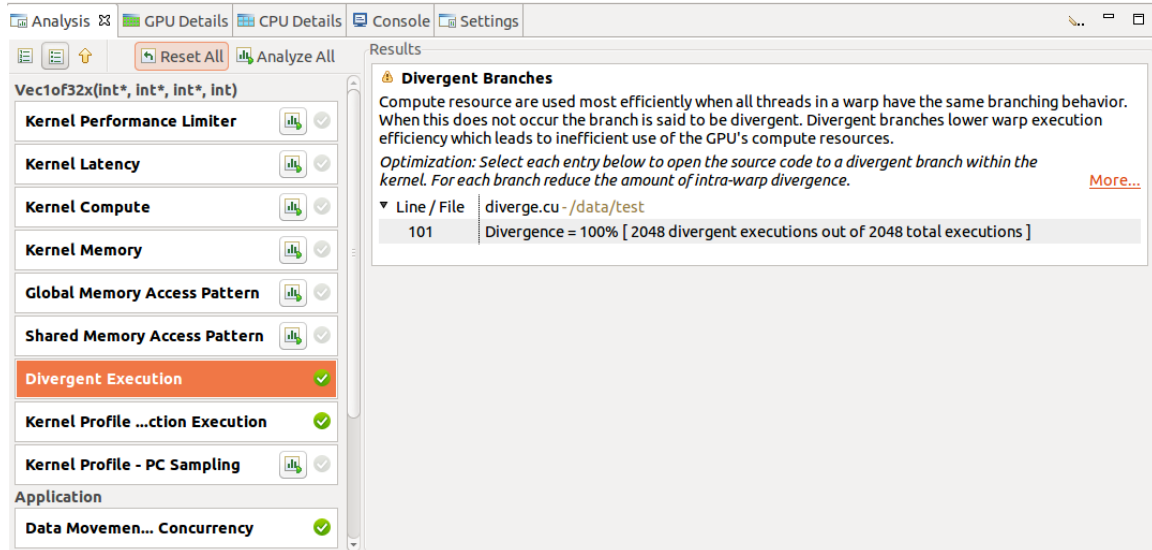 Analysis GPU Details CPU Details Console Settings
Reset All Analyze All
Vec1of32x(int*, int*, int*, int)
Kernel Performance Limiter
Kernel Latency
Kernel Compute
Kernel Memory
Global Memory Access Pattern
Shared Memory Access Pattern
Divergent Execution
Kernel Profile ...ction Execution
Kernel Profile - PC Sampling
Application
Data Movemen... Concurrency
Results
Divergent Branches
Compute resource are used most efficiently when all threads in a warp have the same branching behavior.
When this does not occur the branch is said to be divergent. Divergent branches lower warp execution
efficiency which leads to inefficient use of the GPU's compute resources.
Optimization: Select each entry below to open the source code to a divergent branch within the
kernel. For each branch reduce the amount of intra-warp divergence. More...
Line / File diverge.cu - /data/test
101 Divergence = 100% [ 2048 divergent executions out of 2048 total executions ]